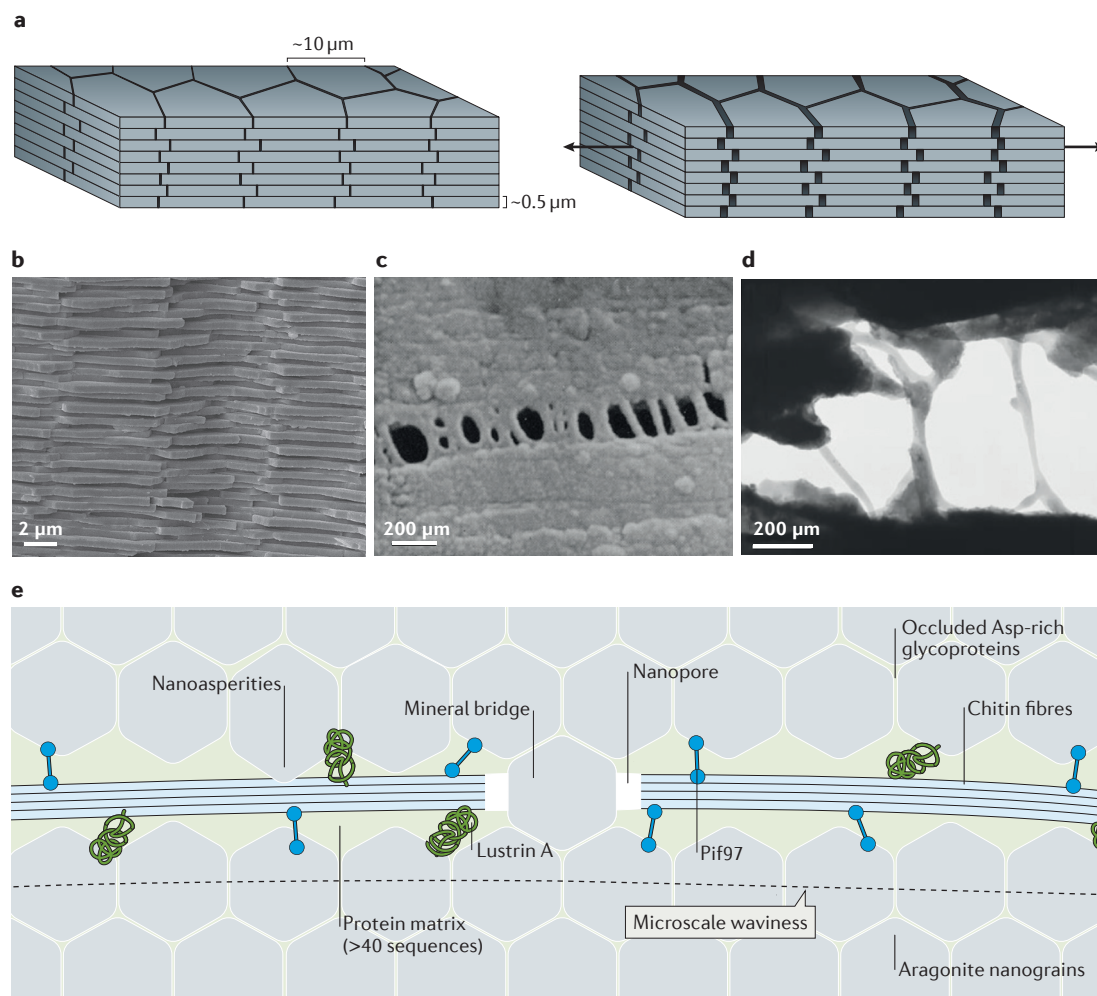 a
~10 µm
~0.5 µm
b
c
d
2 µm
200 µm
200 µm
e
Occluded Asp-rich
glycoproteins
Nanoasperities
Nanopore
Mineral bridge
Chitin fibres
Lustrin A
Pif97
Protein matrix
(>40 sequences)
Microscale waviness
Aragonite nanograins